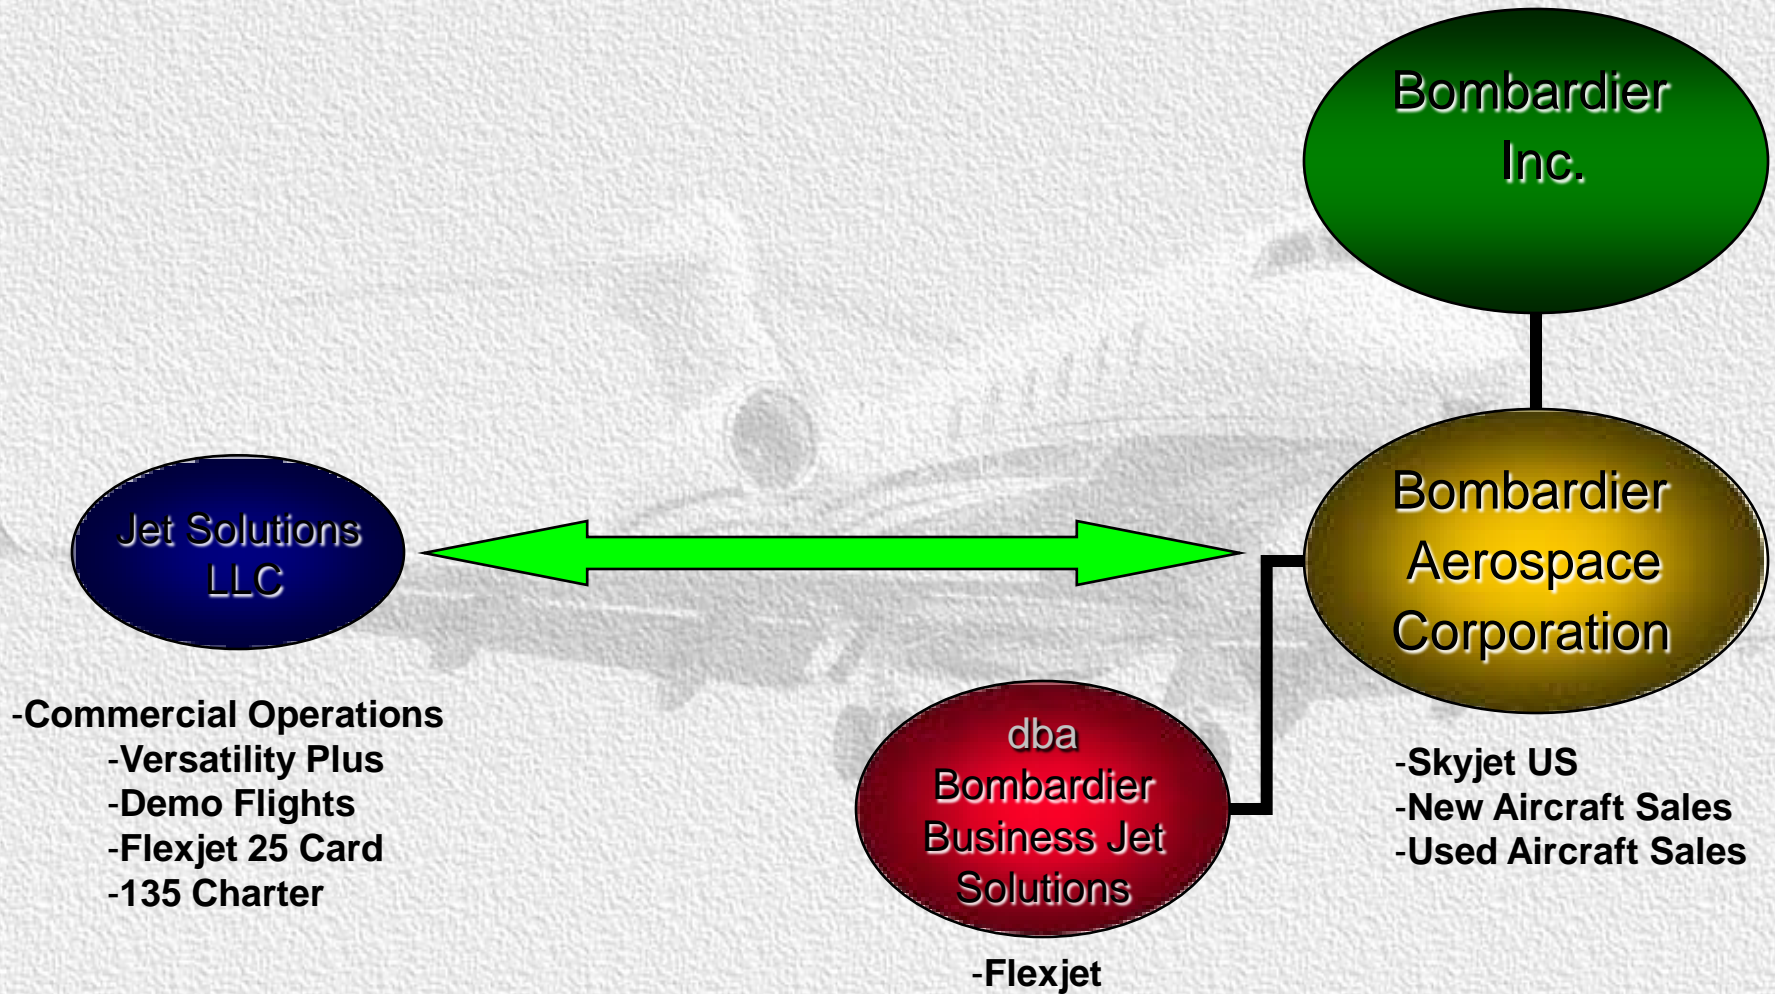 Bombardier
Inc.
Bombardier
Aerospace
Corporation
Jet Solutions
LLC
-Commercial Operations
-Versatility Plus
-Demo Flights
-Flexjet 25 Card
-135 Charter
dba
Bombardier
Business Jet
Solutions
-Flexjet
-Skyjet US
-New Aircraft Sales
-Used Aircraft Sales